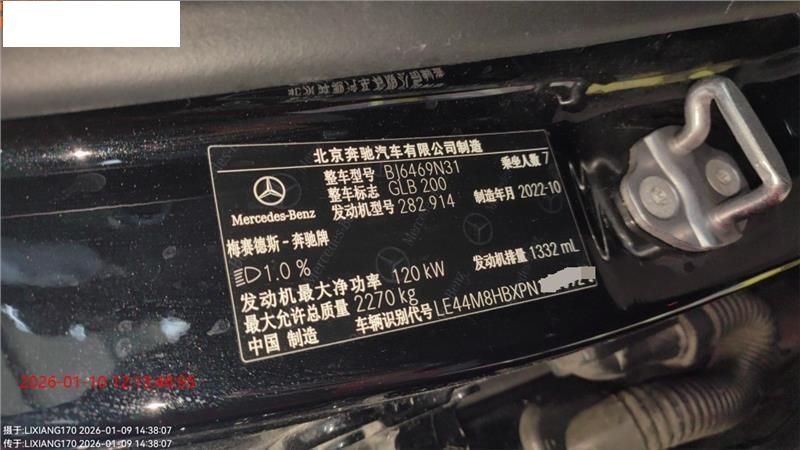 北京奔驰汽车有限公司制造
整车型号 BJ6469N31 乘坐人数 7
整车标志 GLB 200
发动机型号 282 914 制造年月 2022-10
Mercedes-Benz
梅赛德斯-奔驰牌
1.0 %
发动机最大净功率 120 kW 发动机排量 1332 mL
最大允许总质量 2270 kg
中国 制造 车辆识别代号 LE44M8HBXPN
2026-01-10 12:13:44:95
摄于:LIXIANG170 2026-01-09 14:38:07
传于:LIXIANG170 2026-01-09 14:38:07